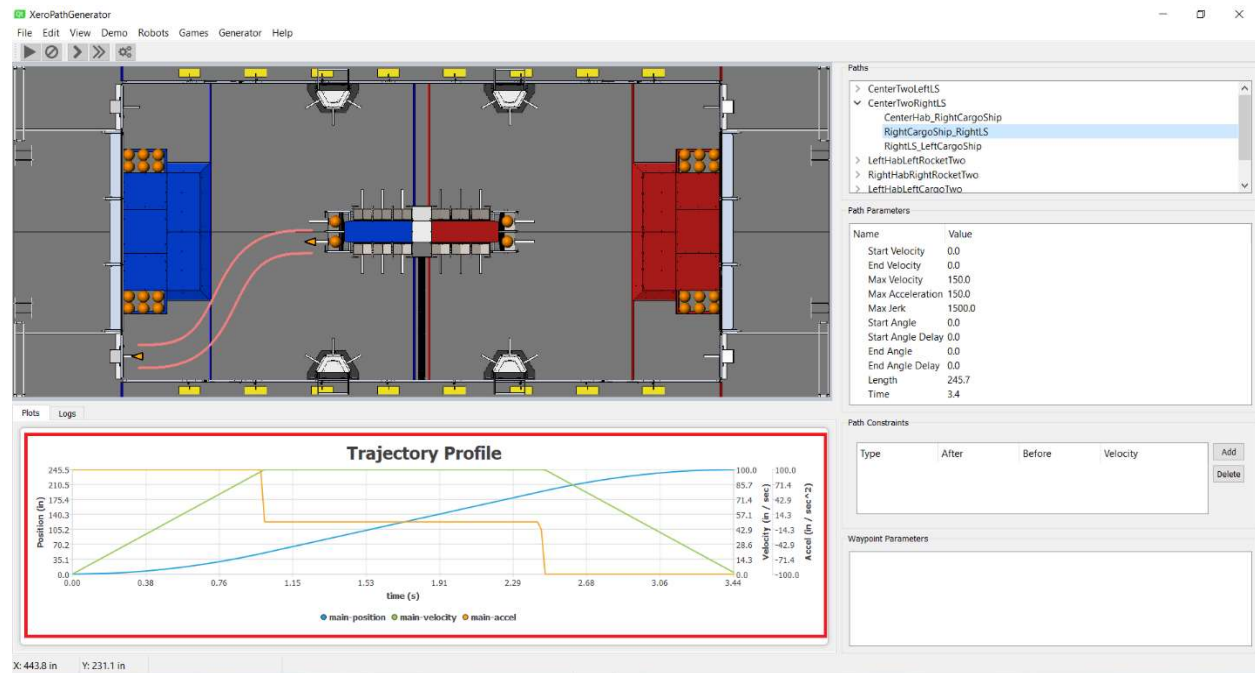 XeroPathGenerator
File Edit View Demo Robots Games Generator Help
Paths
CenterTwoLeftLS
CenterTwoRightLS
CenterHab_RightCargoShip
RightCargoShip_RightLS
RightLS_LeftCargoShip
LeftHabLeftRocketTwo
RightHabRightRocketTwo
LeftHabLeftCargoTwo
Path Parameters
Name Value
Start Velocity 0.0
End Velocity 0.0
Max Velocity 150.0
Max Acceleration 150.0
Max Jerk 1500.0
Start Angle 0.0
Start Angle Delay 0.0
End Angle 0.0
End Angle Delay 0.0
Length 245.7
Time 3.4
Plots Logs
Trajectory Profile
245.5 100.0 100.0
210.5 85.7 71.4
175.4 71.4 42.9
140.3 57.1 14.3
105.2 42.9 -14.3
70.2 28.6 -42.9
35.1 14.3 -71.4
0.0 0.0 -100.0
Position (in)
Velocity (in / sec)
Accel (in / sec^2)
0.00 0.38 0.76 1.15 1.53 1.91 2.29 2.68 3.06 3.44
time (s)
main-position main-velocity main-accel
Path Constraints
Type After Before Velocity
Add
Delete
Waypoint Parameters
X: 443.8 in Y: 231.1 in